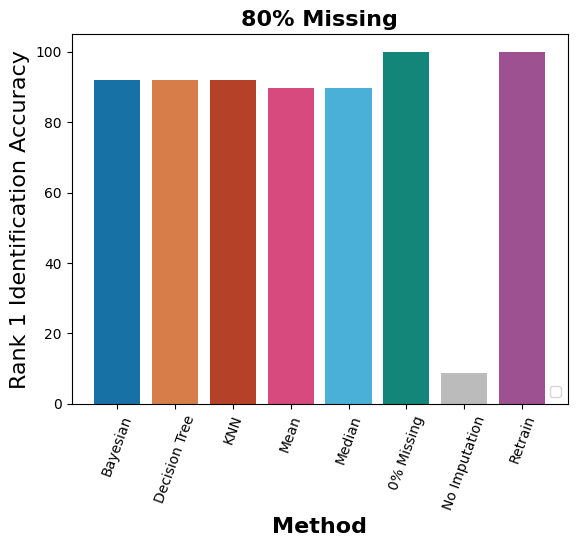 80% Missing
Rank 1 Identification Accuracy
100
80
60
40
20
0
Bayesian
Decision Tree
KNN
Mean
Median
0% Missing
No Imputation
Retrain
Method